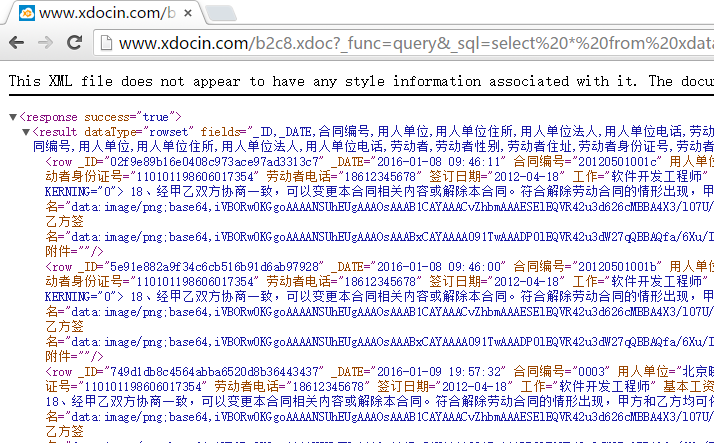 www.xdocin.com/b
www.xdocin.com/b2c8.xdoc?_func=query&_sql=select%20*%20from%20xdata
This XML file does not appear to have any style information associated with it. The docu
▼<response success="true">
▼<result dataType="rowset" fields="_ID,_DATE,合同编号,用人单位,用人单位住所,用人单位法人,用人单位电话,劳动
同编号,用人单位,用人单位住所,用人单位法人,用人单位电话,劳动者,劳动者性别,劳动者住址,劳动者身份证号,劳动者
<row _ID="02f9e89b16e0408c973ace97ad3313c7" _DATE="2016-01-08 09:46:11" 合同编号="20120501001c" 用人单
动者身份证号="110101198606017354" 劳动者电话="18612345678" 签订日期="2012-04-18" 工作="软件开发工程师"
KERNING="0"> 18、经甲乙双方协商一致，可以变更本合同相关内容或解除本合同。符合解除劳动合同的情形出现，甲
名="data:image/png;base64,iVBORw0KGgoAAAANSUhEUgAAAOsAAAB1CAYAAACvZhbmAAAESElEQVR42u3d626cMBBA4X3/l07U/
乙方签
名="data:image/png;base64,iVBORw0KGgoAAAANSUhEUgAAAOsAAABxCAYAAAA091TwAAADP0lEQVR42u3dW27qQBBAQfa/6Xu/I
附件=""/>
<row _ID="5e91e882a9f34c6cb516b91d6ab97928" _DATE="2016-01-08 09:46:00" 合同编号="20120501001b" 用人单
动者身份证号="110101198606017354" 劳动者电话="18612345678" 签订日期="2012-04-18" 工作="软件开发工程师"
KERNING="0"> 18、经甲乙双方协商一致，可以变更本合同相关内容或解除本合同。符合解除劳动合同的情形出现，甲
名="data:image/png;base64,iVBORw0KGgoAAAANSUhEUgAAAOsAAAB1CAYAAACvZhbmAAAESElEQVR42u3d626cMBBA4X3/l07U/
乙方签
名="data:image/png;base64,iVBORw0KGgoAAAANSUhEUgAAAOsAAABxCAYAAAA091TwAAADP0lEQVR42u3dW27qQBBAQfa/6Xu/I
附件=""/>
<row _ID="749d1db8c4564abba6520d8b36443437" _DATE="2016-01-09 19:57:32" 合同编号="0003" 用人单位="北京
证号="110101198606017354" 劳动者电话="18612345678" 签订日期="2012-04-18" 工作="软件开发工程师" 基本工资
18、经甲乙双方协商一致，可以变更本合同相关内容或解除本合同。符合解除劳动合同的情形出现，甲方和乙方均可
名="data:image/png;base64,iVBORw0KGgoAAAANSUhEUgAAAOsAAAB1CAYAAACvZhbmAAAESElEQVR42u3d626cMBBA4X3/l07U/
乙方签